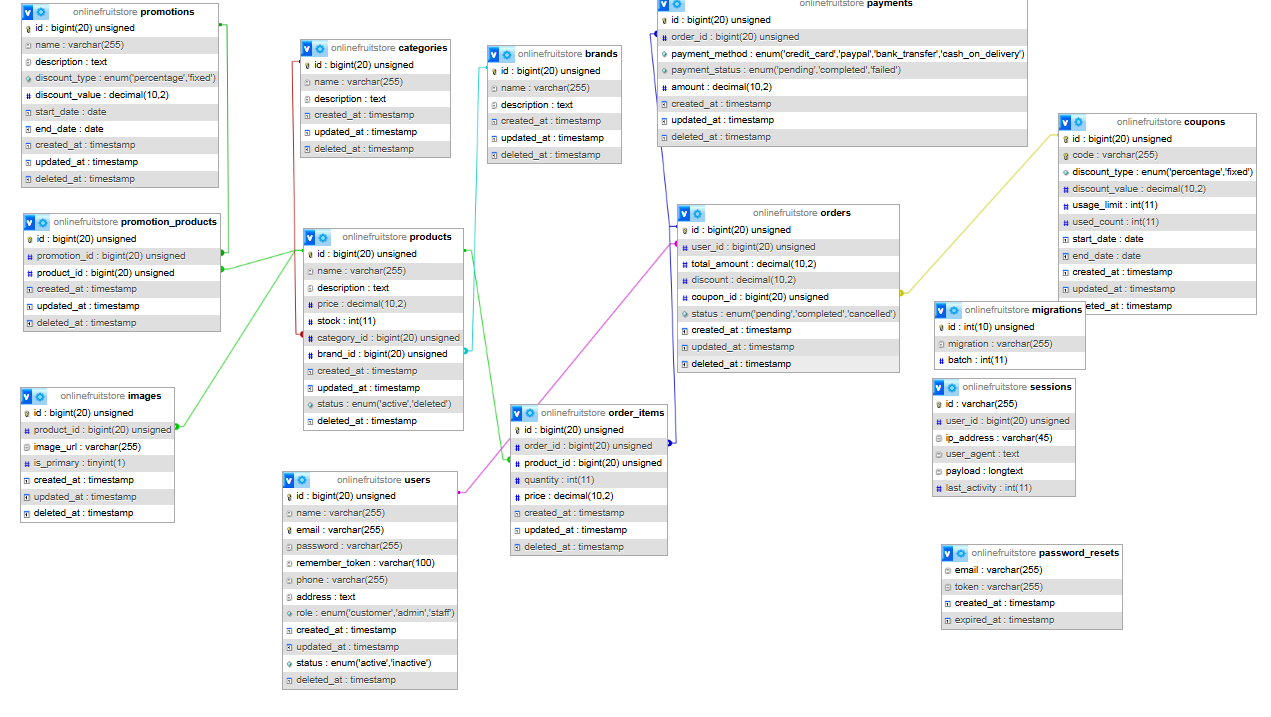 onlinefruitstore promotions
id : bigint(20) unsigned
name : varchar(255)
description : text
discount_type : enum('percentage','fixed')
discount_value : decimal(10,2)
start_date : date
end_date : date
created_at : timestamp
updated_at : timestamp
deleted_at : timestamp
onlinefruitstore categories
id : bigint(20) unsigned
name : varchar(255)
description : text
created_at : timestamp
updated_at : timestamp
deleted_at : timestamp
onlinefruitstore brands
id : bigint(20) unsigned
name : varchar(255)
description : text
created_at : timestamp
updated_at : timestamp
deleted_at : timestamp
onlinefruitstore payments
id : bigint(20) unsigned
order_id : bigint(20) unsigned
payment_method : enum('credit_card','paypal','bank_transfer','cash_on_delivery')
payment_status : enum('pending','completed','failed')
amount : decimal(10,2)
created_at : timestamp
updated_at : timestamp
deleted_at : timestamp
onlinefruitstore coupons
id : bigint(20) unsigned
code : varchar(255)
discount_type : enum('percentage','fixed')
discount_value : decimal(10,2)
usage_limit : int(11)
used_count : int(11)
start_date : date
end_date : date
created_at : timestamp
updated_at : timestamp
eted_at : timestamp
onlinefruitstore promotion_products
id : bigint(20) unsigned
promotion_id : bigint(20) unsigned
product_id : bigint(20) unsigned
created_at : timestamp
updated_at : timestamp
deleted_at : timestamp
onlinefruitstore products
id : bigint(20) unsigned
name : varchar(255)
description : text
price : decimal(10,2)
stock : int(11)
category_id : bigint(20) unsigned
brand_id : bigint(20) unsigned
created_at : timestamp
updated_at : timestamp
status : enum('active','deleted')
deleted_at : timestamp
onlinefruitstore orders
id : bigint(20) unsigned
user_id : bigint(20) unsigned
total_amount : decimal(10,2)
discount : decimal(10,2)
coupon_id : bigint(20) unsigned
status : enum('pending','completed','cancelled')
created_at : timestamp
updated_at : timestamp
deleted_at : timestamp
onlinefruitstore migrations
id : int(10) unsigned
migration : varchar(255)
batch : int(11)
onlinefruitstore images
id : bigint(20) unsigned
product_id : bigint(20) unsigned
image_url : varchar(255)
is_primary : tinyint(1)
created_at : timestamp
updated_at : timestamp
deleted_at : timestamp
onlinefruitstore users
id : bigint(20) unsigned
name : varchar(255)
email : varchar(255)
password : varchar(255)
remember_token : varchar(100)
phone : varchar(255)
address : text
role : enum('customer','admin','staff')
created_at : timestamp
updated_at : timestamp
status : enum('active','inactive')
deleted_at : timestamp
onlinefruitstore order_items
id : bigint(20) unsigned
order_id : bigint(20) unsigned
product_id : bigint(20) unsigned
quantity : int(11)
price : decimal(10,2)
created_at : timestamp
updated_at : timestamp
deleted_at : timestamp
onlinefruitstore sessions
id : varchar(255)
user_id : bigint(20) unsigned
ip_address : varchar(45)
user_agent : text
payload : longtext
last_activity : int(11)
onlinefruitstore password_resets
email : varchar(255)
token : varchar(255)
created_at : timestamp
expired_at : timestamp